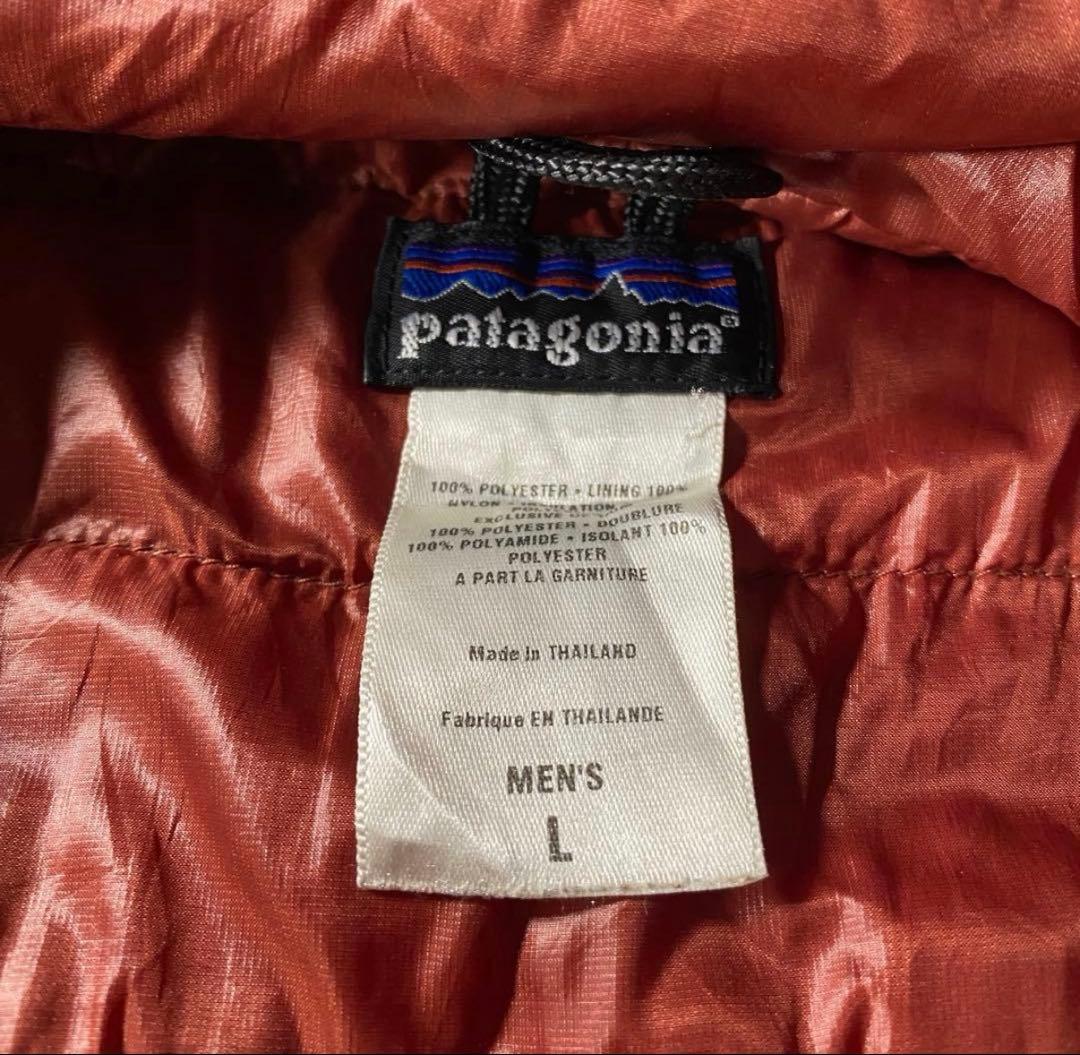 patagonia®
100% POLYESTER • LINING 100%
NYLON • INSULATION
POLYESTER
EXCLUSIVE OF
100% POLYESTER • DOUBLURE
100% POLYAMIDE • ISOLANT 100%
POLYESTER
A PART LA GARNITURE
Made in THAILAND
Fabrique EN THAILANDE
MEN'S
L